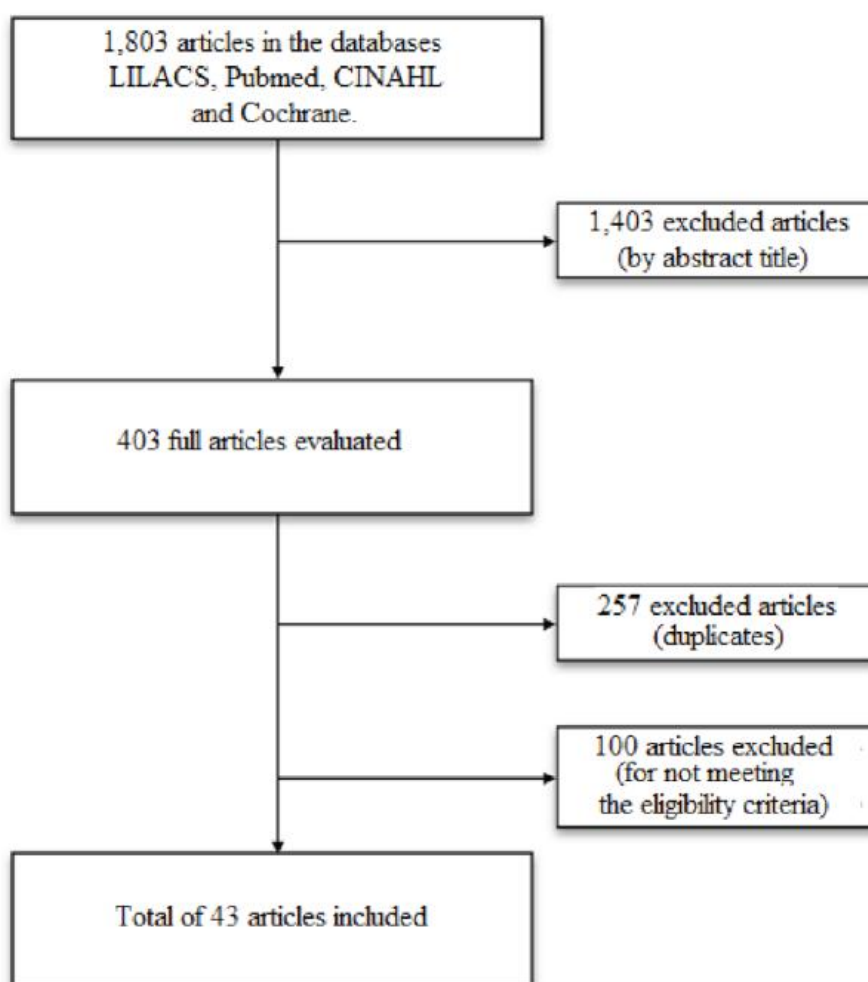 1,803 articles in the databases
LILACS, Pubmed, CINAHL
and Cochrane.
1,403 excluded articles
(by abstract title)
403 full articles evaluated
257 excluded articles
(duplicates)
100 articles excluded
(for not meeting
the eligibility criteria)
Total of 43 articles included